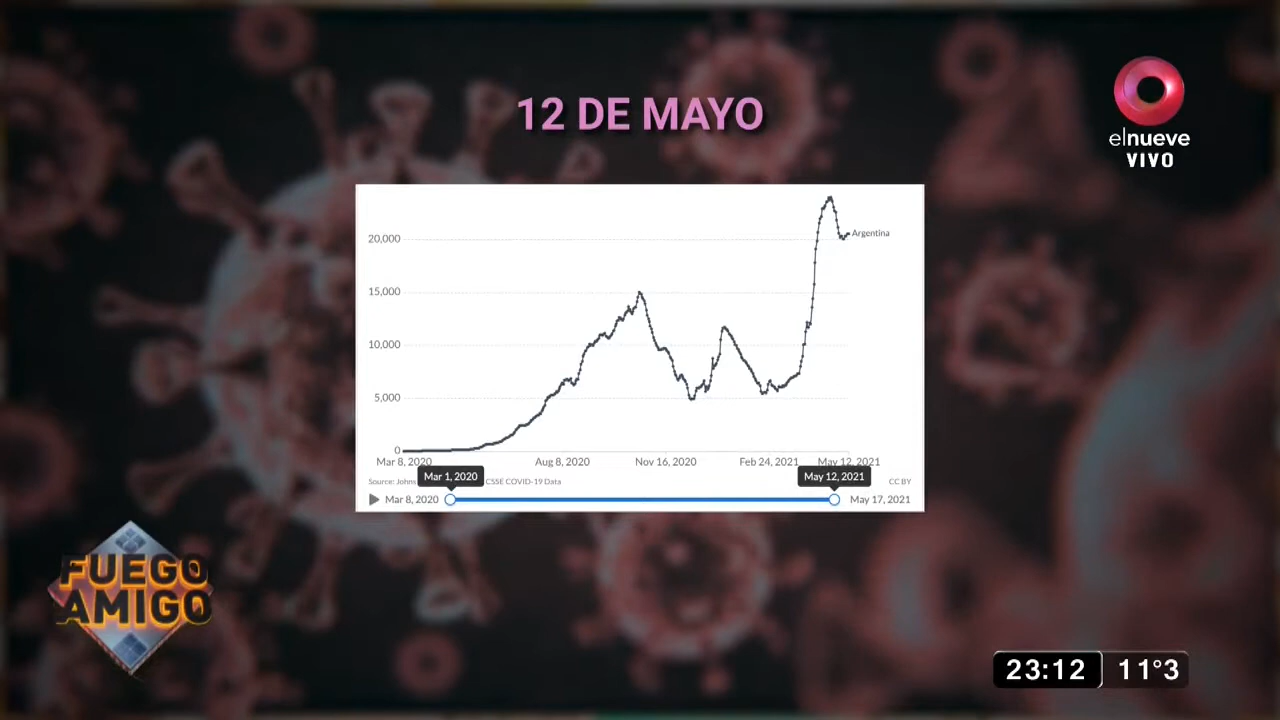 12 DE MAYO
elnueve
VIVO
20,000
Argentina
15,000
10,000
5,000
0
Mar 8, 2020
Aug 8, 2020
Nov 16, 2020
Feb 24, 2021
May 12, 2021
Mar 1, 2020
May 12, 2021
Source: Johns
CSSE COVID-19 Data
CC BY
Mar 8, 2020
May 17, 2021
FUEGO
AMIGO
23:12
11°3